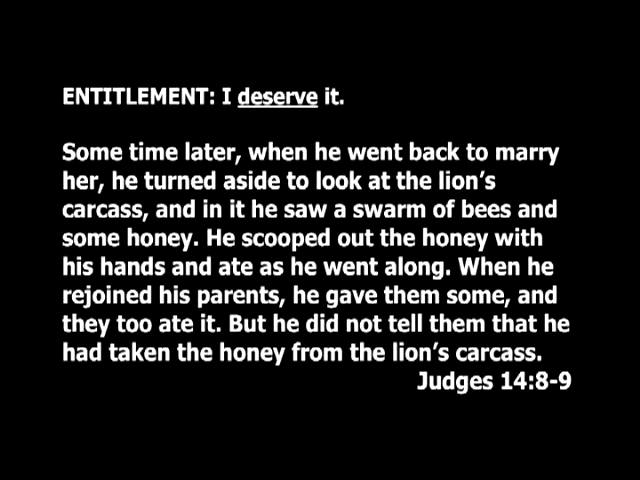 ENTITLEMENT: I deserve it.
Some time later, when he went back to marry
her, he turned aside to look at the lion’s
carcass, and in it he saw a swarm of bees and
some honey. He scooped out the honey with
his hands and ate as he went along. When he
rejoined his parents, he gave them some, and
they too ate it. But he did not tell them that he
had taken the honey from the lion’s carcass.
Judges 14:8-9